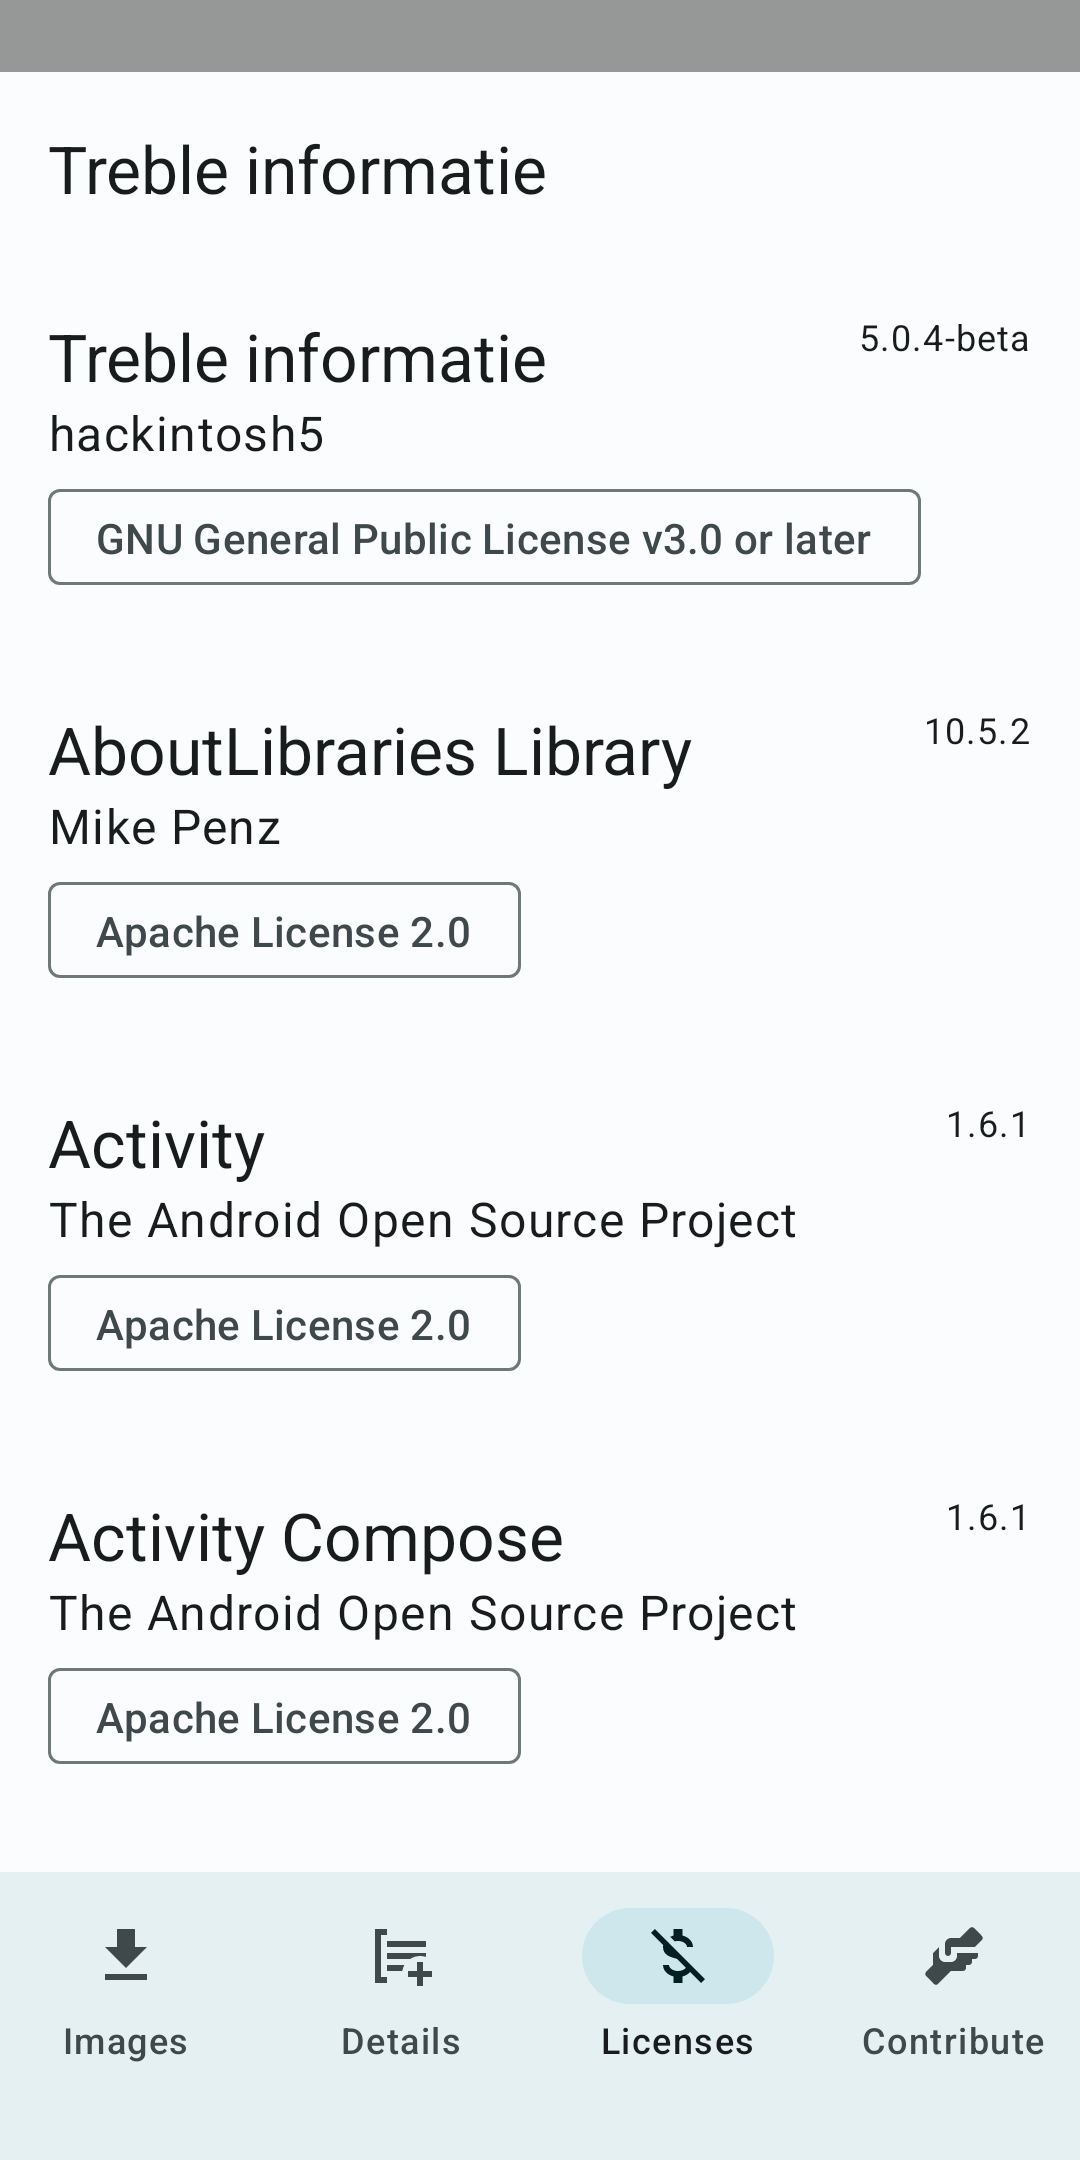 Treble informatie
Treble informatie
5.0.4-beta
hackintosh5
GNU General Public License v3.0 or later
AboutLibraries Library
10.5.2
Mike Penz
Apache License 2.0
Activity
1.6.1
The Android Open Source Project
Apache License 2.0
Activity Compose
1.6.1
The Android Open Source Project
Apache License 2.0
Images
Details
Licenses
Contribute